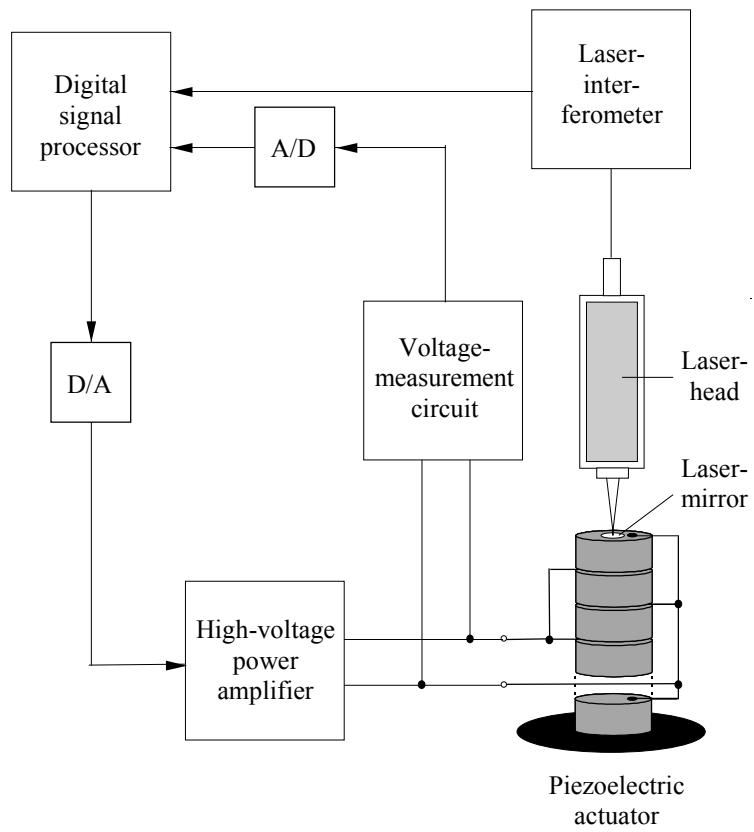 Digital
signal
processor
A/D
Laser-
inter-
ferometer
D/A
Voltage-
measurement
circuit
Laser-
head
Laser-
mirror
High-voltage
power
amplifier
Piezoelectric
actuator